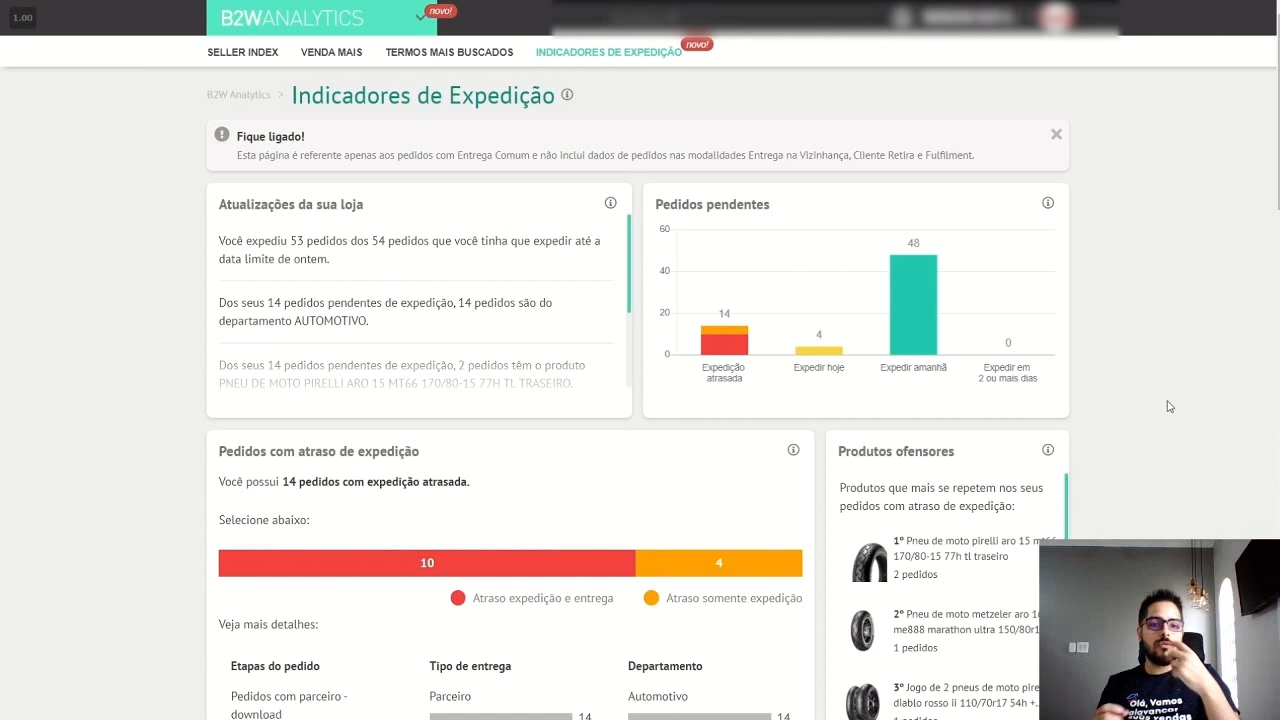 1.00
B2WANALYTICS
novo!
SELLER INDEX
VENDA MAIS
TERMOS MAIS BUSCADOS
INDICADORES DE EXPEDIÇÃO
novo!
B2W Analytics >
Indicadores de Expedição
Fique ligado!
Esta página é referente apenas aos pedidos com Entrega Comum e não inclui dados de pedidos nas modalidades Entrega na Vizinhança, Cliente Retira e Fulfilment.
Atualizações da sua loja
Você expediu 53 pedidos dos 54 pedidos que você tinha que expedir até a
data limite de ontem.
Dos seus 14 pedidos pendentes de expedição, 14 pedidos são do
departamento AUTOMOTIVO.
Dos seus 14 pedidos pendentes de expedição, 2 pedidos têm o produto
PNEU DE MOTO PIRELLI ARO 15 MT66 170/80-15 77H TL TRASEIRO.
Pedidos pendentes
60
40
20
0
14
4
48
0
Expedição
atrasada
Expedir hoje
Expedir amanhã
Expedir em
2 ou mais dias
Pedidos com atraso de expedição
Você possui 14 pedidos com expedição atrasada.
Selecione abaixo:
10
4
Atraso expedição e entrega
Atraso somente expedição
Veja mais detalhes:
Etapas do pedido
Pedidos com parceiro -
download
Tipo de entrega
Parceiro
14
Departamento
Automotivo
14
Produtos ofensores
Produtos que mais se repetem nos seus
pedidos com atraso de expedição:
1º Pneu de moto pirelli aro 15 mt66
170/80-15 77h tl traseiro
2 pedidos
2º Pneu de moto metzeler aro
me888 marathon ultra 150/80r1
1 pedidos
3º Jogo de 2 pneus de moto pire
diablo rosso ii 110/70r17 54h +..
Olá, Vamos
alavancar
suas vendas